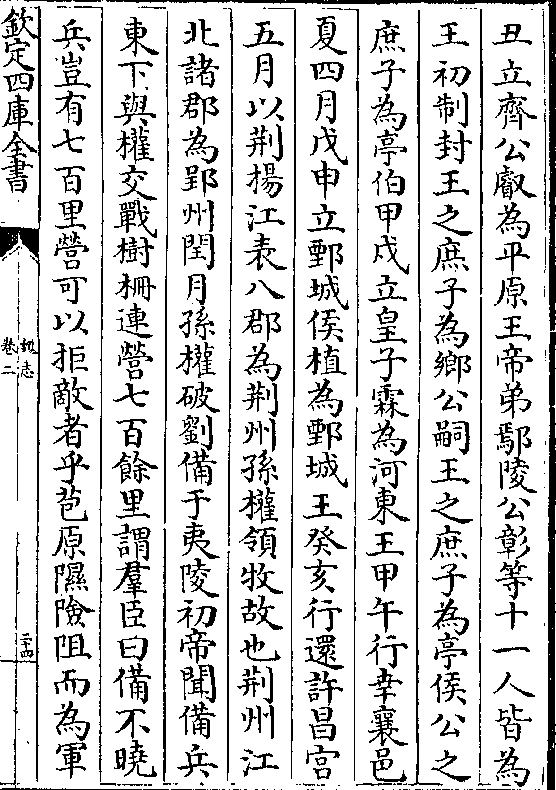 丑立齊公叡為平原王帝弟鄢陵公彰等十一人皆為
王初制封王之庶子為鄉公嗣王之庶子為亭侯公之
庶子為亭伯甲戌立皇子霖為河東王甲午行幸襄邑
夏四月戊申立鄄城侯植為鄄城王癸亥行還許昌宫
五月以荆揚江表八郡為荆州孫權領牧故也荆州江
北諸郡為郢州閏月孫權破劉備于夷陵初帝聞備兵
東下與權交戰樹栅連營七百餘里謂羣臣曰備不曉
兵豈有七百里營可以拒敵者乎苞原隰險阻而為軍
欽定四庫全書
魏志
卷二
二十四